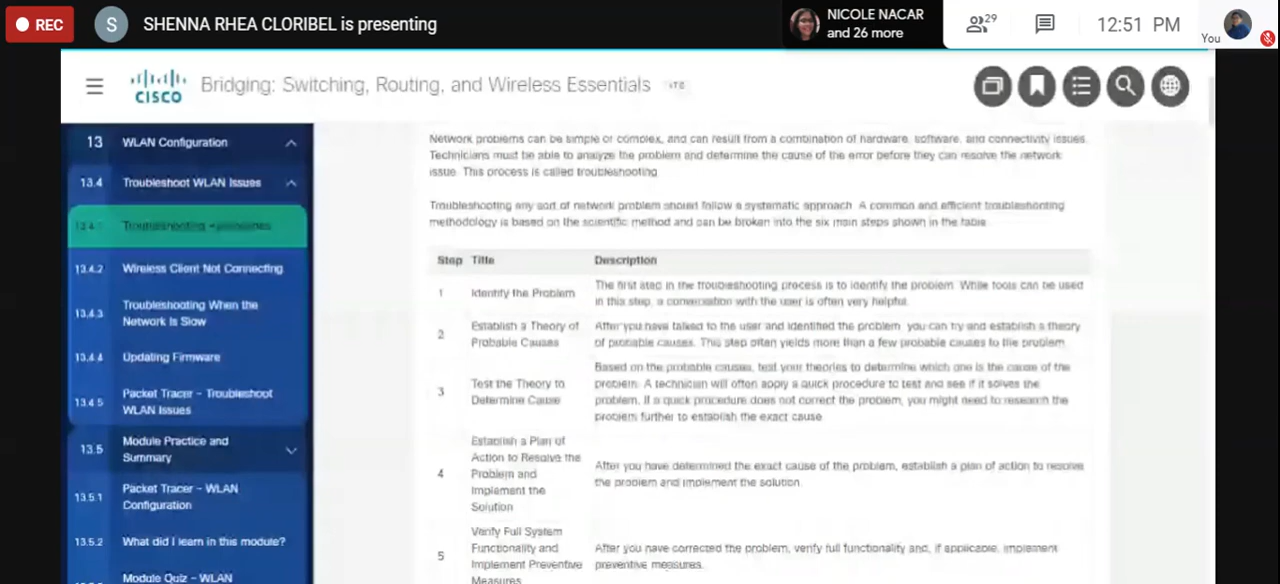 REC
S
SHENNA RHEA CLORIBEL is presenting
NICOLE NACAR
and 26 more
29
12:51 PM
You
CISCO
Bridging: Switching, Routing, and Wireless Essentials
13 WLAN Configuration
13.4 Troubleshoot WLAN Issues
Troubleshooting
13.4.2 Wireless Client Not Connecting
13.4.3 Troubleshooting When the
Network Is Slow
13.4.4 Updating Firmware
13.4.5 Packet Tracer - Troubleshoot
WLAN Issues
13.5 Module Practice and
Summary
13.5.1 Packet Tracer - WLAN
Configuration
13.5.2 What did I learn in this module?
Module Quiz - WLAN
Network problems can be simple or complex, and can result from a combination of hardware, software, and connectivity issues.
Technicians must be able to analyze the problem and determine the cause of the error before they can resolve the network
issue. This process is called troubleshooting.
Troubleshooting any sort of network problem should follow a systematic approach. A common and efficient troubleshooting
methodology is based on the scientific method and can be broken into the six main steps shown in the table.
Step Title Description
1 Identify the Problem
The first step in the troubleshooting process is to identify the problem. While tools can be used
in this step, a conversation with the user is often very helpful.
2 Establish a Theory of
Probable Causes
After you have talked to the user and identified the problem, you can try and establish a theory
of probable causes. This step often yields more than a few probable causes to the problem.
3 Test the Theory to
Determine Cause
Based on the probable causes, test your theories to determine which one is the cause of the
problem. A technician will often apply a quick procedure to test and see if it solves the
problem. If a quick procedure does not correct the problem, you might need to research the
problem further to establish the exact cause.
4 Establish a Plan of
Action to Resolve the
Problem and
Implement the
Solution
After you have determined the exact cause of the problem, establish a plan of action to resolve
the problem and implement the solution.
5 Verify Full System
Functionality and
Implement Preventive
Measures
After you have corrected the problem, verify full functionality and, if applicable, implement
preventive measures.